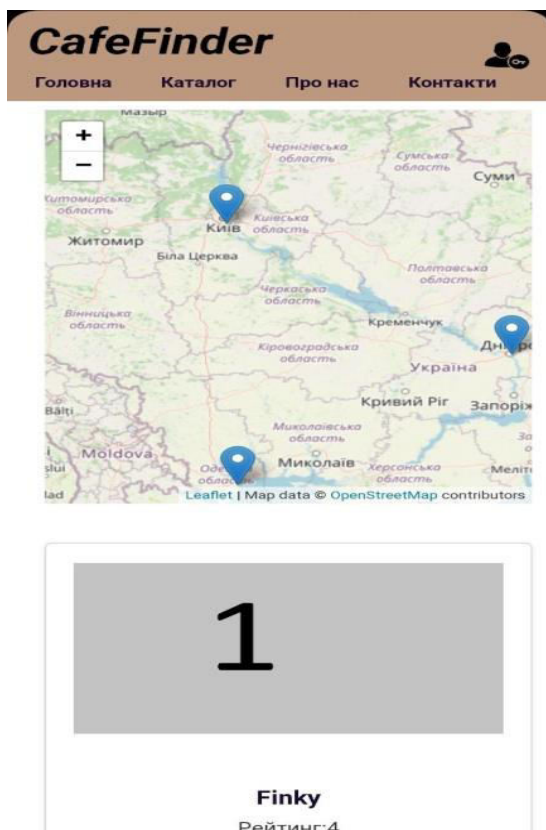 CafeFinder
Головна Каталог Про нас Контакти
Мазыр
+
−
Чернігівська
область
Сумська
область
Суми
Житомирська
область
Київ
Київська
область
Житомир
Біла Церква
Полтавська
область
Черкаська
область
Вінницька
область
Кременчук
Кіровоградська
область
Україна
Кривий Ріг
Bălți
Миколаївська
область
Moldova
Миколаїв
Херсонська
область
Leaflet | Map data © OpenStreetMap contributors
1
Finky
Рейтинг:4